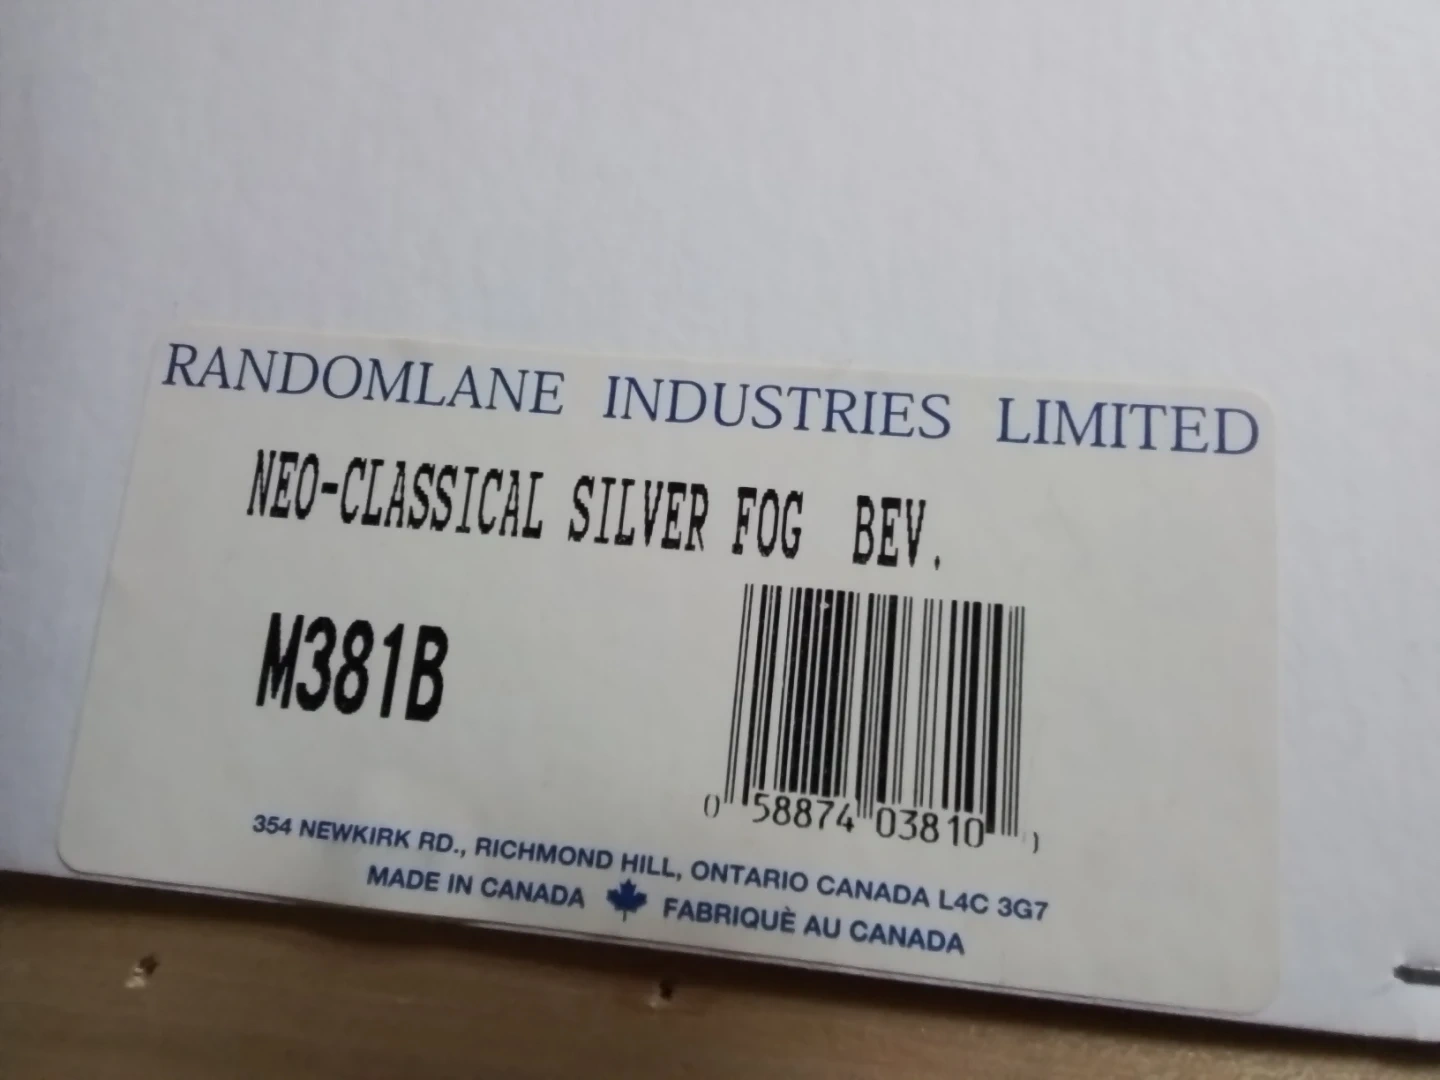 RANDOMLANE INDUSTRIES LIMITED
NEO-CLASSICAL SILVER FOG BEV.
M381B
0 58874 03810
354 NEWKIRK RD., RICHMOND HILL, ONTARIO CANADA L4C 3G7
MADE IN CANADA FABRIQUÈ AU CANADA